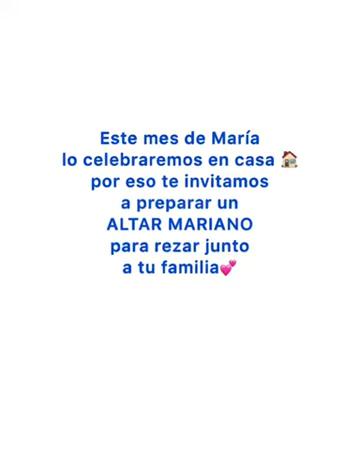 Este mes de María
lo celebraremos en casa 🏠
por eso te invitamos
a preparar un
ALTAR MARIANO
para rezar junto
a tu familia💕